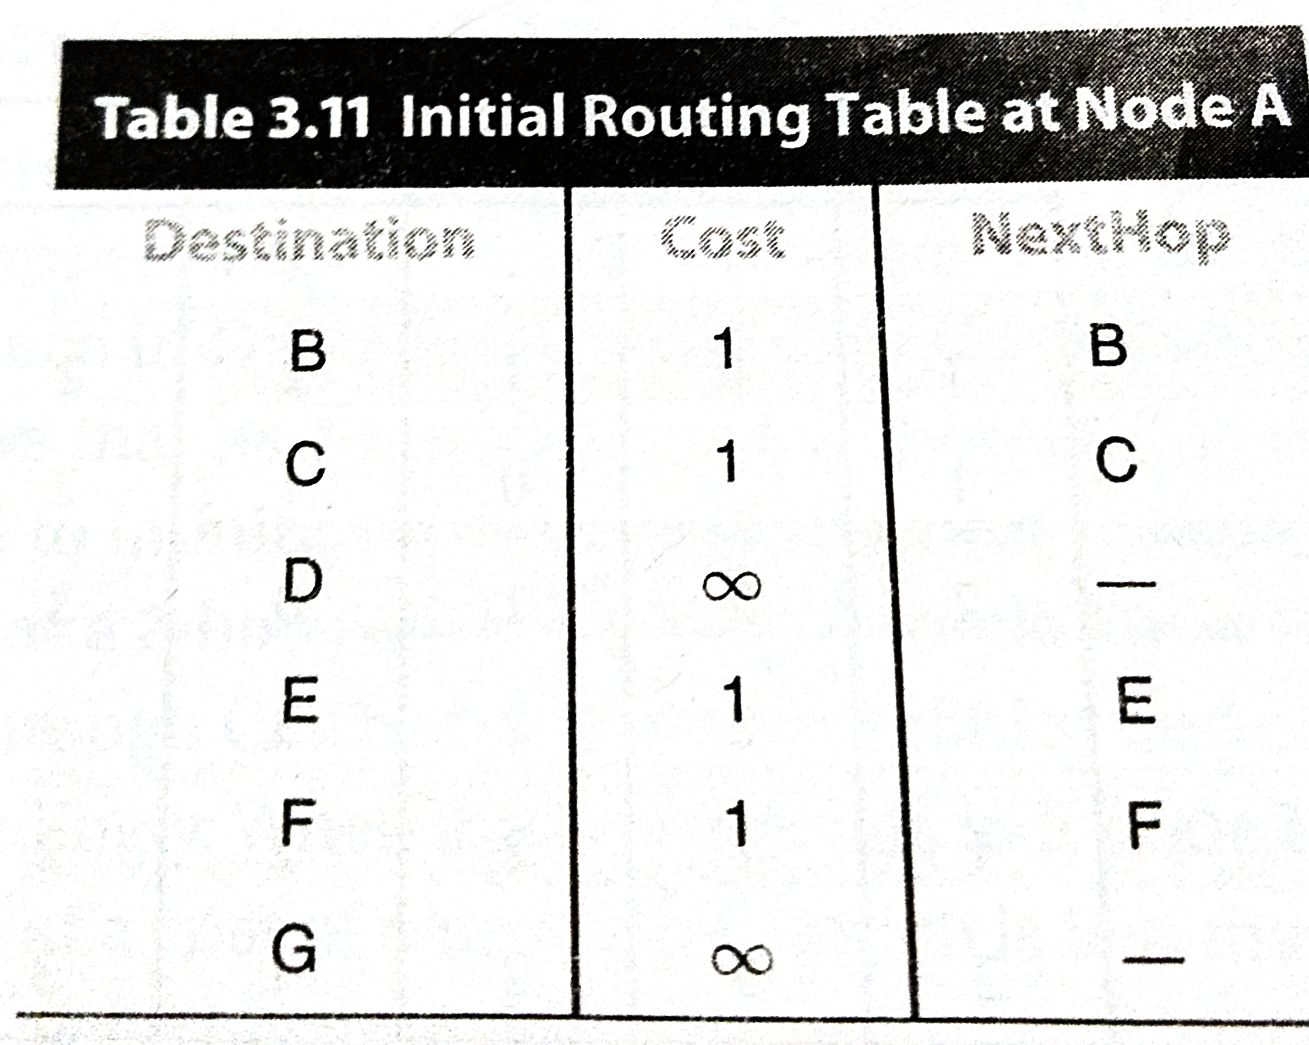 Table 3.11 Initial Routing Table at Node A
Destination Cost NextHop
B 1 B
C 1 C
D ∞ —
E 1 E
F 1 F
G ∞ —